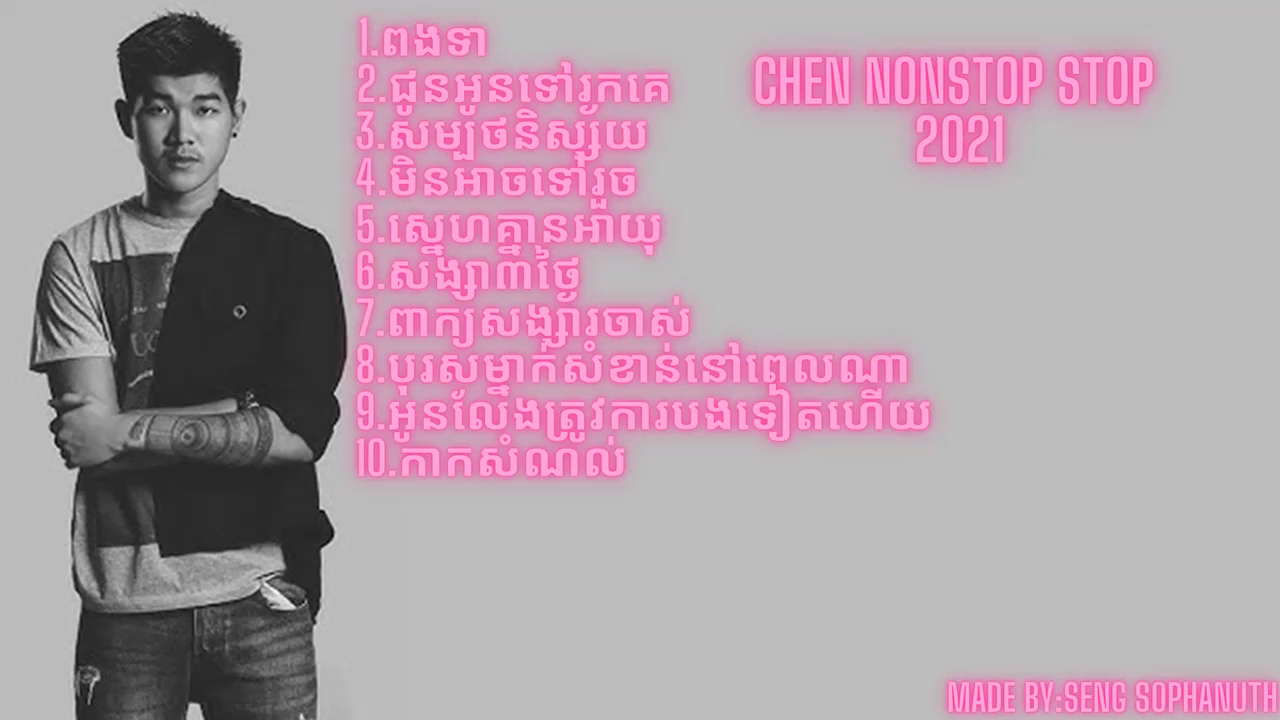 1.ពងទា
2.ជូនអូនទៅរកគេ
3.សម្បថនិស្ស័យ
4.មិនអាចទៅរួច
5.ស្នេហគ្មានអាយុ
6.សង្សា៣ថ្ងៃ
7.ពាក្យសង្សារចាស់
8.បុរសម្នាក់សំខាន់នៅពេលណា
9.អូនលែងត្រូវការបងទៀតហើយ
10.កាកសំណល់
CHEN NONSTOP STOP
2021
MADE BY:SENG SOPHANUTH